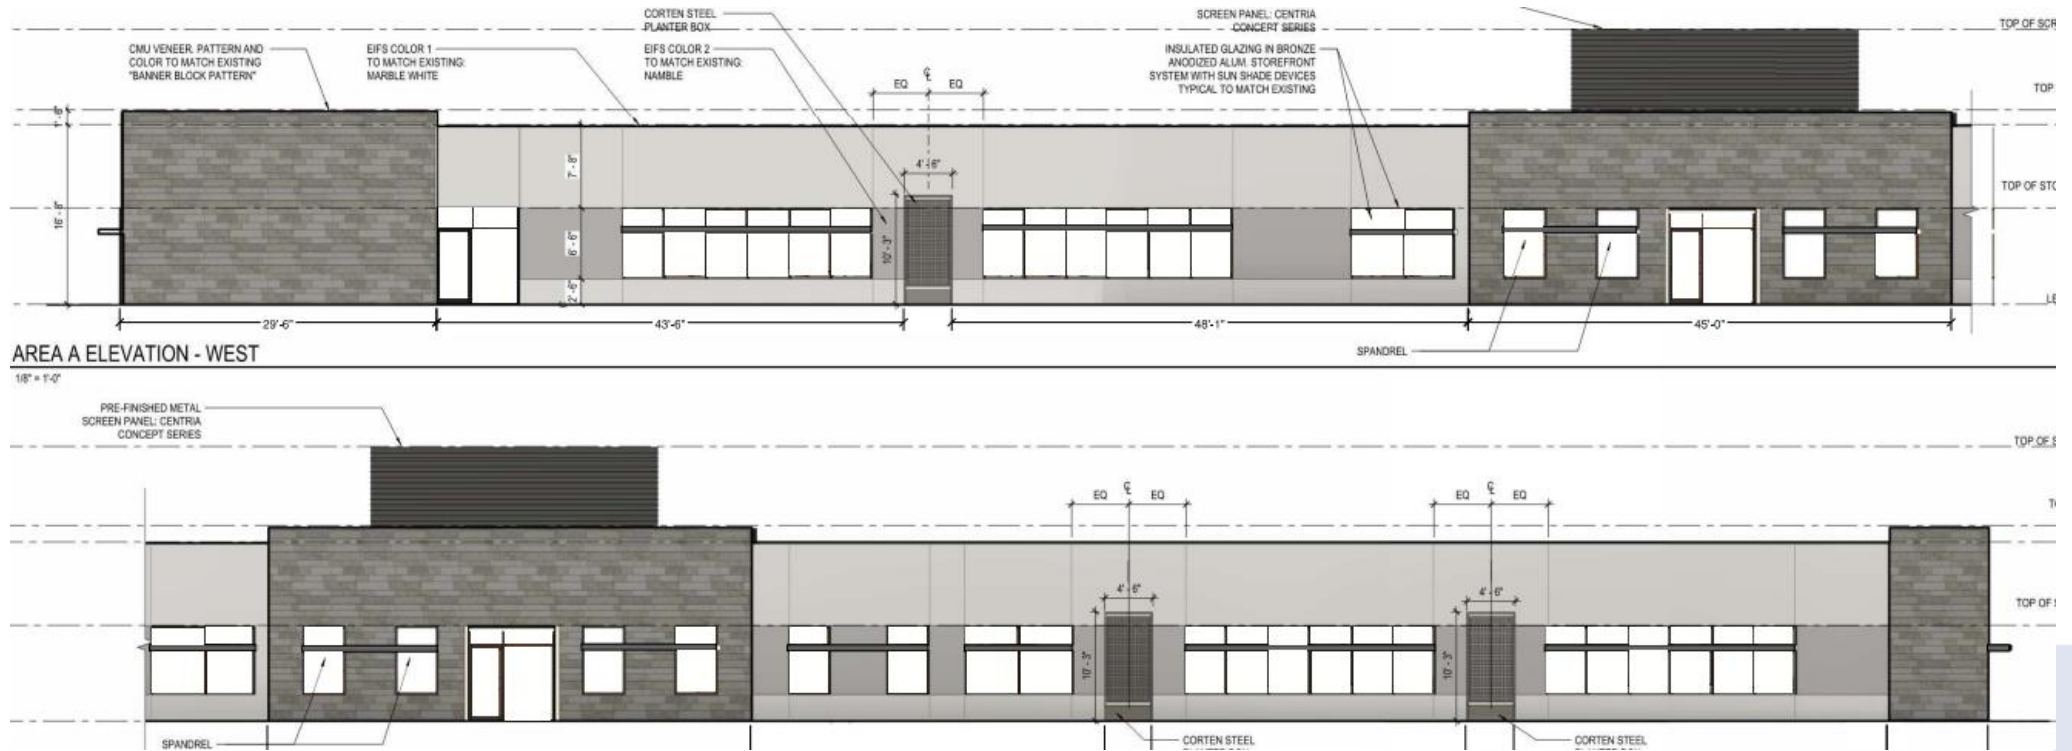 CORTEN STEEL
PLANTER BOX
SCREEN PANEL: CENTRIA
CONCEPT SERIES
TOP OF SCR
CMU VENEER. PATTERN AND
COLOR TO MATCH EXISTING
"BANNER BLOCK PATTERN"
EIFS COLOR 1
TO MATCH EXISTING:
MARBLE WHITE
EIFS COLOR 2
TO MATCH EXISTING:
NAMBLE
INSULATED GLAZING IN BRONZE
ANODIZED ALUM. STOREFRONT
SYSTEM WITH SUN SHADE DEVICES
TYPICAL TO MATCH EXISTING
EQ
EQ
TOP
4' - 6"
7' - 8"
TOP OF STO
6' - 6"
10' - 3"
2' - 6"
LE
29'-6"
43'-6"
48'-1"
45'-0"
SPANDREL
AREA A ELEVATION - WEST
1/8" = 1'-0"
PRE-FINISHED METAL
SCREEN PANEL: CENTRIA
CONCEPT SERIES
TOP OF S
EQ
EQ
EQ
EQ
4' - 6"
4' - 6"
TOP OF S
10' - 3"
10' - 3"
SPANDREL
CORTEN STEEL
CORTEN STEEL